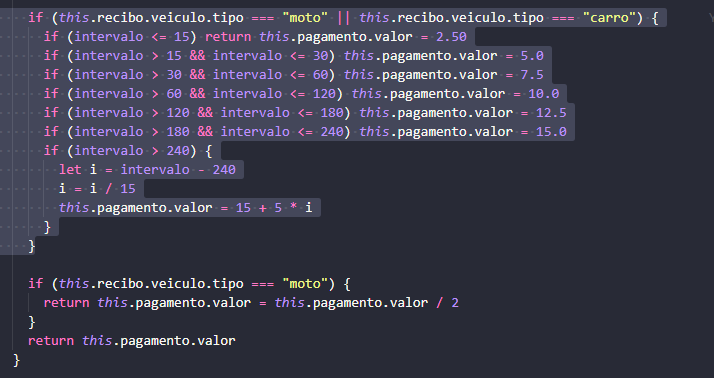 if (this.recibo.veiculo.tipo === "moto" || this.recibo.veiculo.tipo === "carro") {
if (intervalo <= 15) return this.pagamento.valor = 2.50
if (intervalo > 15 && intervalo <= 30) this.pagamento.valor = 5.0
if (intervalo > 30 && intervalo <= 60) this.pagamento.valor = 7.5
if (intervalo > 60 && intervalo <= 120) this.pagamento.valor = 10.0
if (intervalo > 120 && intervalo <= 180) this.pagamento.valor = 12.5
if (intervalo > 180 && intervalo <= 240) this.pagamento.valor = 15.0
if (intervalo > 240) {
let i = intervalo - 240
i = i / 15
this.pagamento.valor = 15 + 5 * i
}
}
if (this.recibo.veiculo.tipo === "moto") {
return this.pagamento.valor = this.pagamento.valor / 2
}
return this.pagamento.valor
}